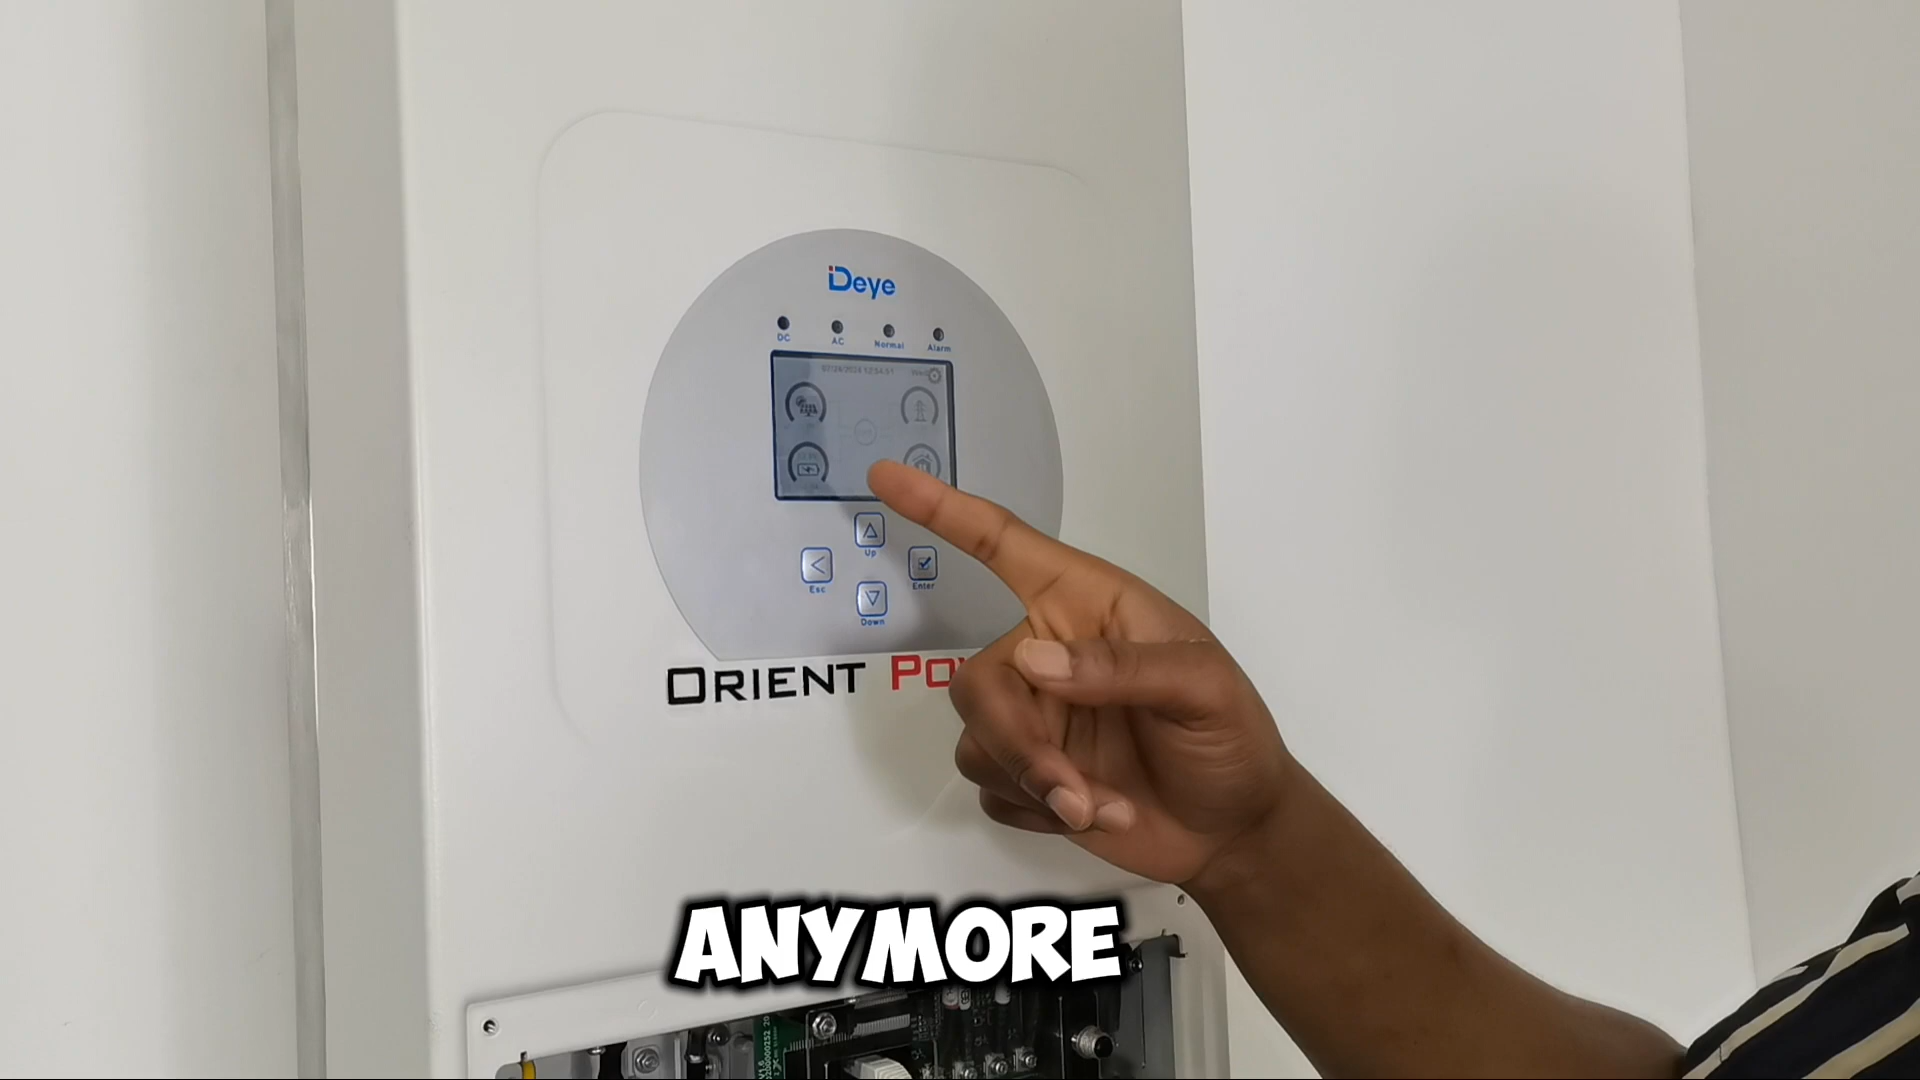 Deye
DC AC Normal Alarm
Up
Esc Enter
Down
ORIENT PO
ANYMORE